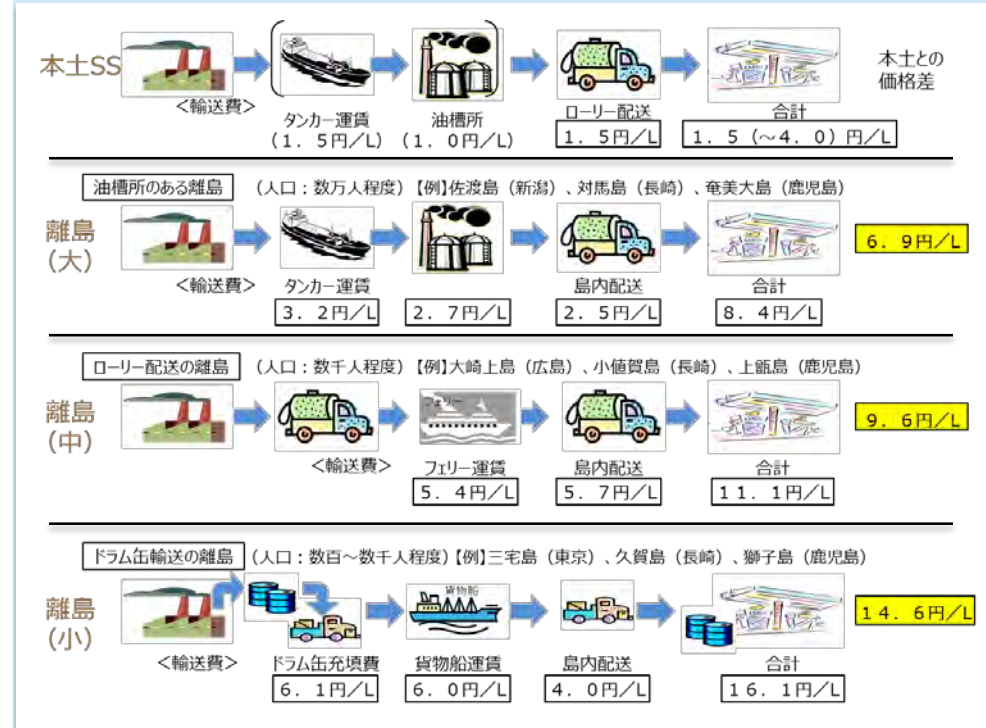 本土SS
<輸送費>
タンカー運賃
(1.5円/L)
油槽所
(1.0円/L)
ローリー配送
1.5円/L
合計
1.5(~4.0)円/L
本土との
価格差
油槽所のある離島 (人口：数万人程度)【例】佐渡島（新潟）、対馬島（長崎）、奄美大島（鹿児島）
離島
(大)
<輸送費>
タンカー運賃
3.2円/L
2.7円/L
島内配送
2.5円/L
合計
8.4円/L
6.9円/L
ローリー配送の離島 (人口：数千人程度)【例】大崎上島（広島）、小値賀島（長崎）、上甑島（鹿児島）
離島
(中)
フェリー
<輸送費>
フェリー運賃
5.4円/L
島内配送
5.7円/L
合計
11.1円/L
9.6円/L
ドラム缶輸送の離島 (人口：数百～数千人程度)【例】三宅島（東京）、久賀島（長崎）、獅子島（鹿児島）
離島
(小)
貨物船
<輸送費>
ドラム缶充填費
6.1円/L
貨物船運賃
6.0円/L
島内配送
4.0円/L
合計
16.1円/L
14.6円/L